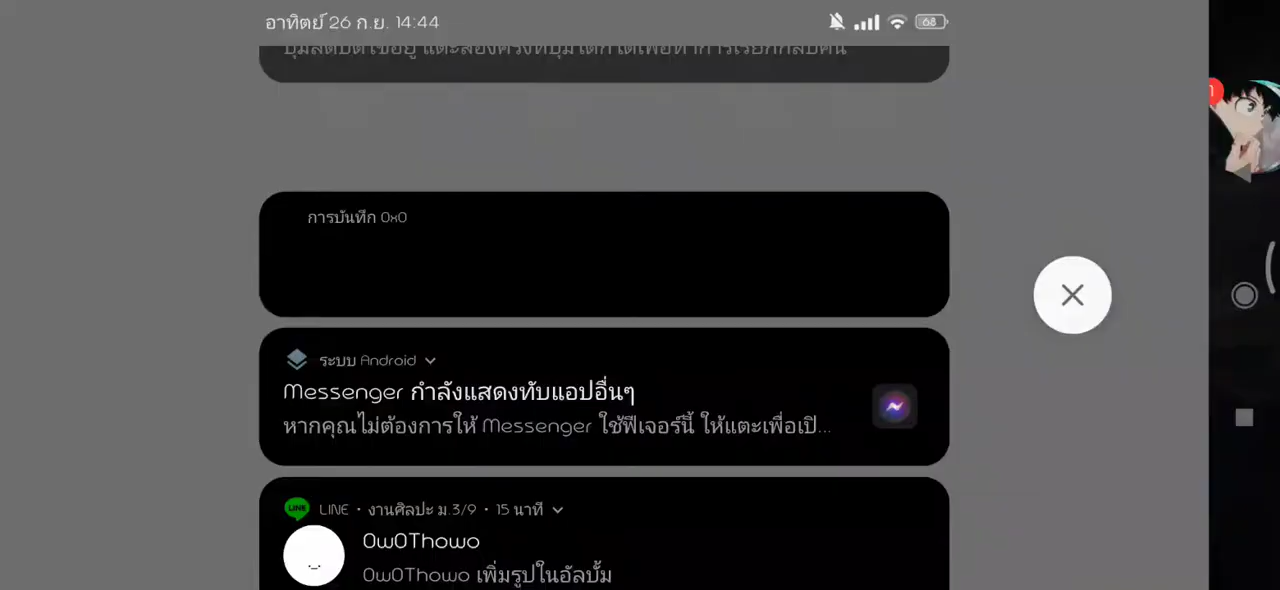 อาทิตย์ 26 ก.ย. 14:44
68
1
การบันทึก 0x0
ระบบ Android
Messenger กำลังแสดงทับแอปอื่นๆ
หากคุณไม่ต้องการให้ Messenger ใช้ฟีเจอร์นี้ ให้แตะเพื่อเปิ...
LINE • งานศิลปะ ม.3/9 • 15 นาที
LINE
OwOThowo
OwOThowo เพิ่มรูปในอัลบั้ม